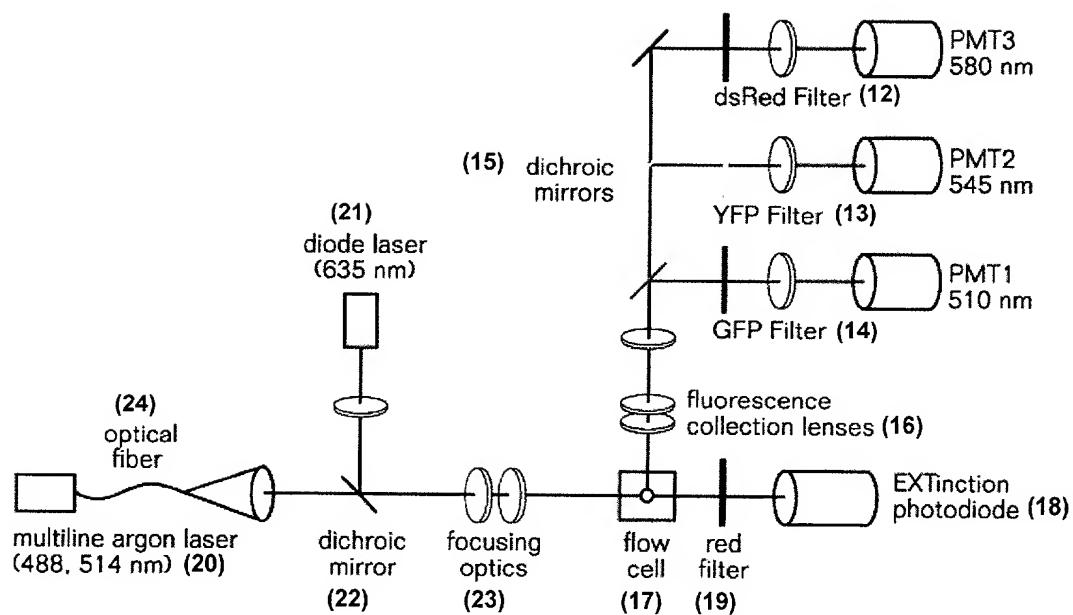 PMT3
580 nm
dsRed Filter (12)
(15) dichroic
mirrors
PMT2
545 nm
YFP Filter (13)
(21)
diode laser
(635 nm)
PMT1
510 nm
GFP Filter (14)
(24)
optical
fiber
fluorescence
collection lenses (16)
EXTinction
photodiode (18)
multiline argon laser
(488, 514 nm) (20)
dichroic
mirror
(22)
focusing
optics
(23)
flow
cell
(17)
red
filter
(19)